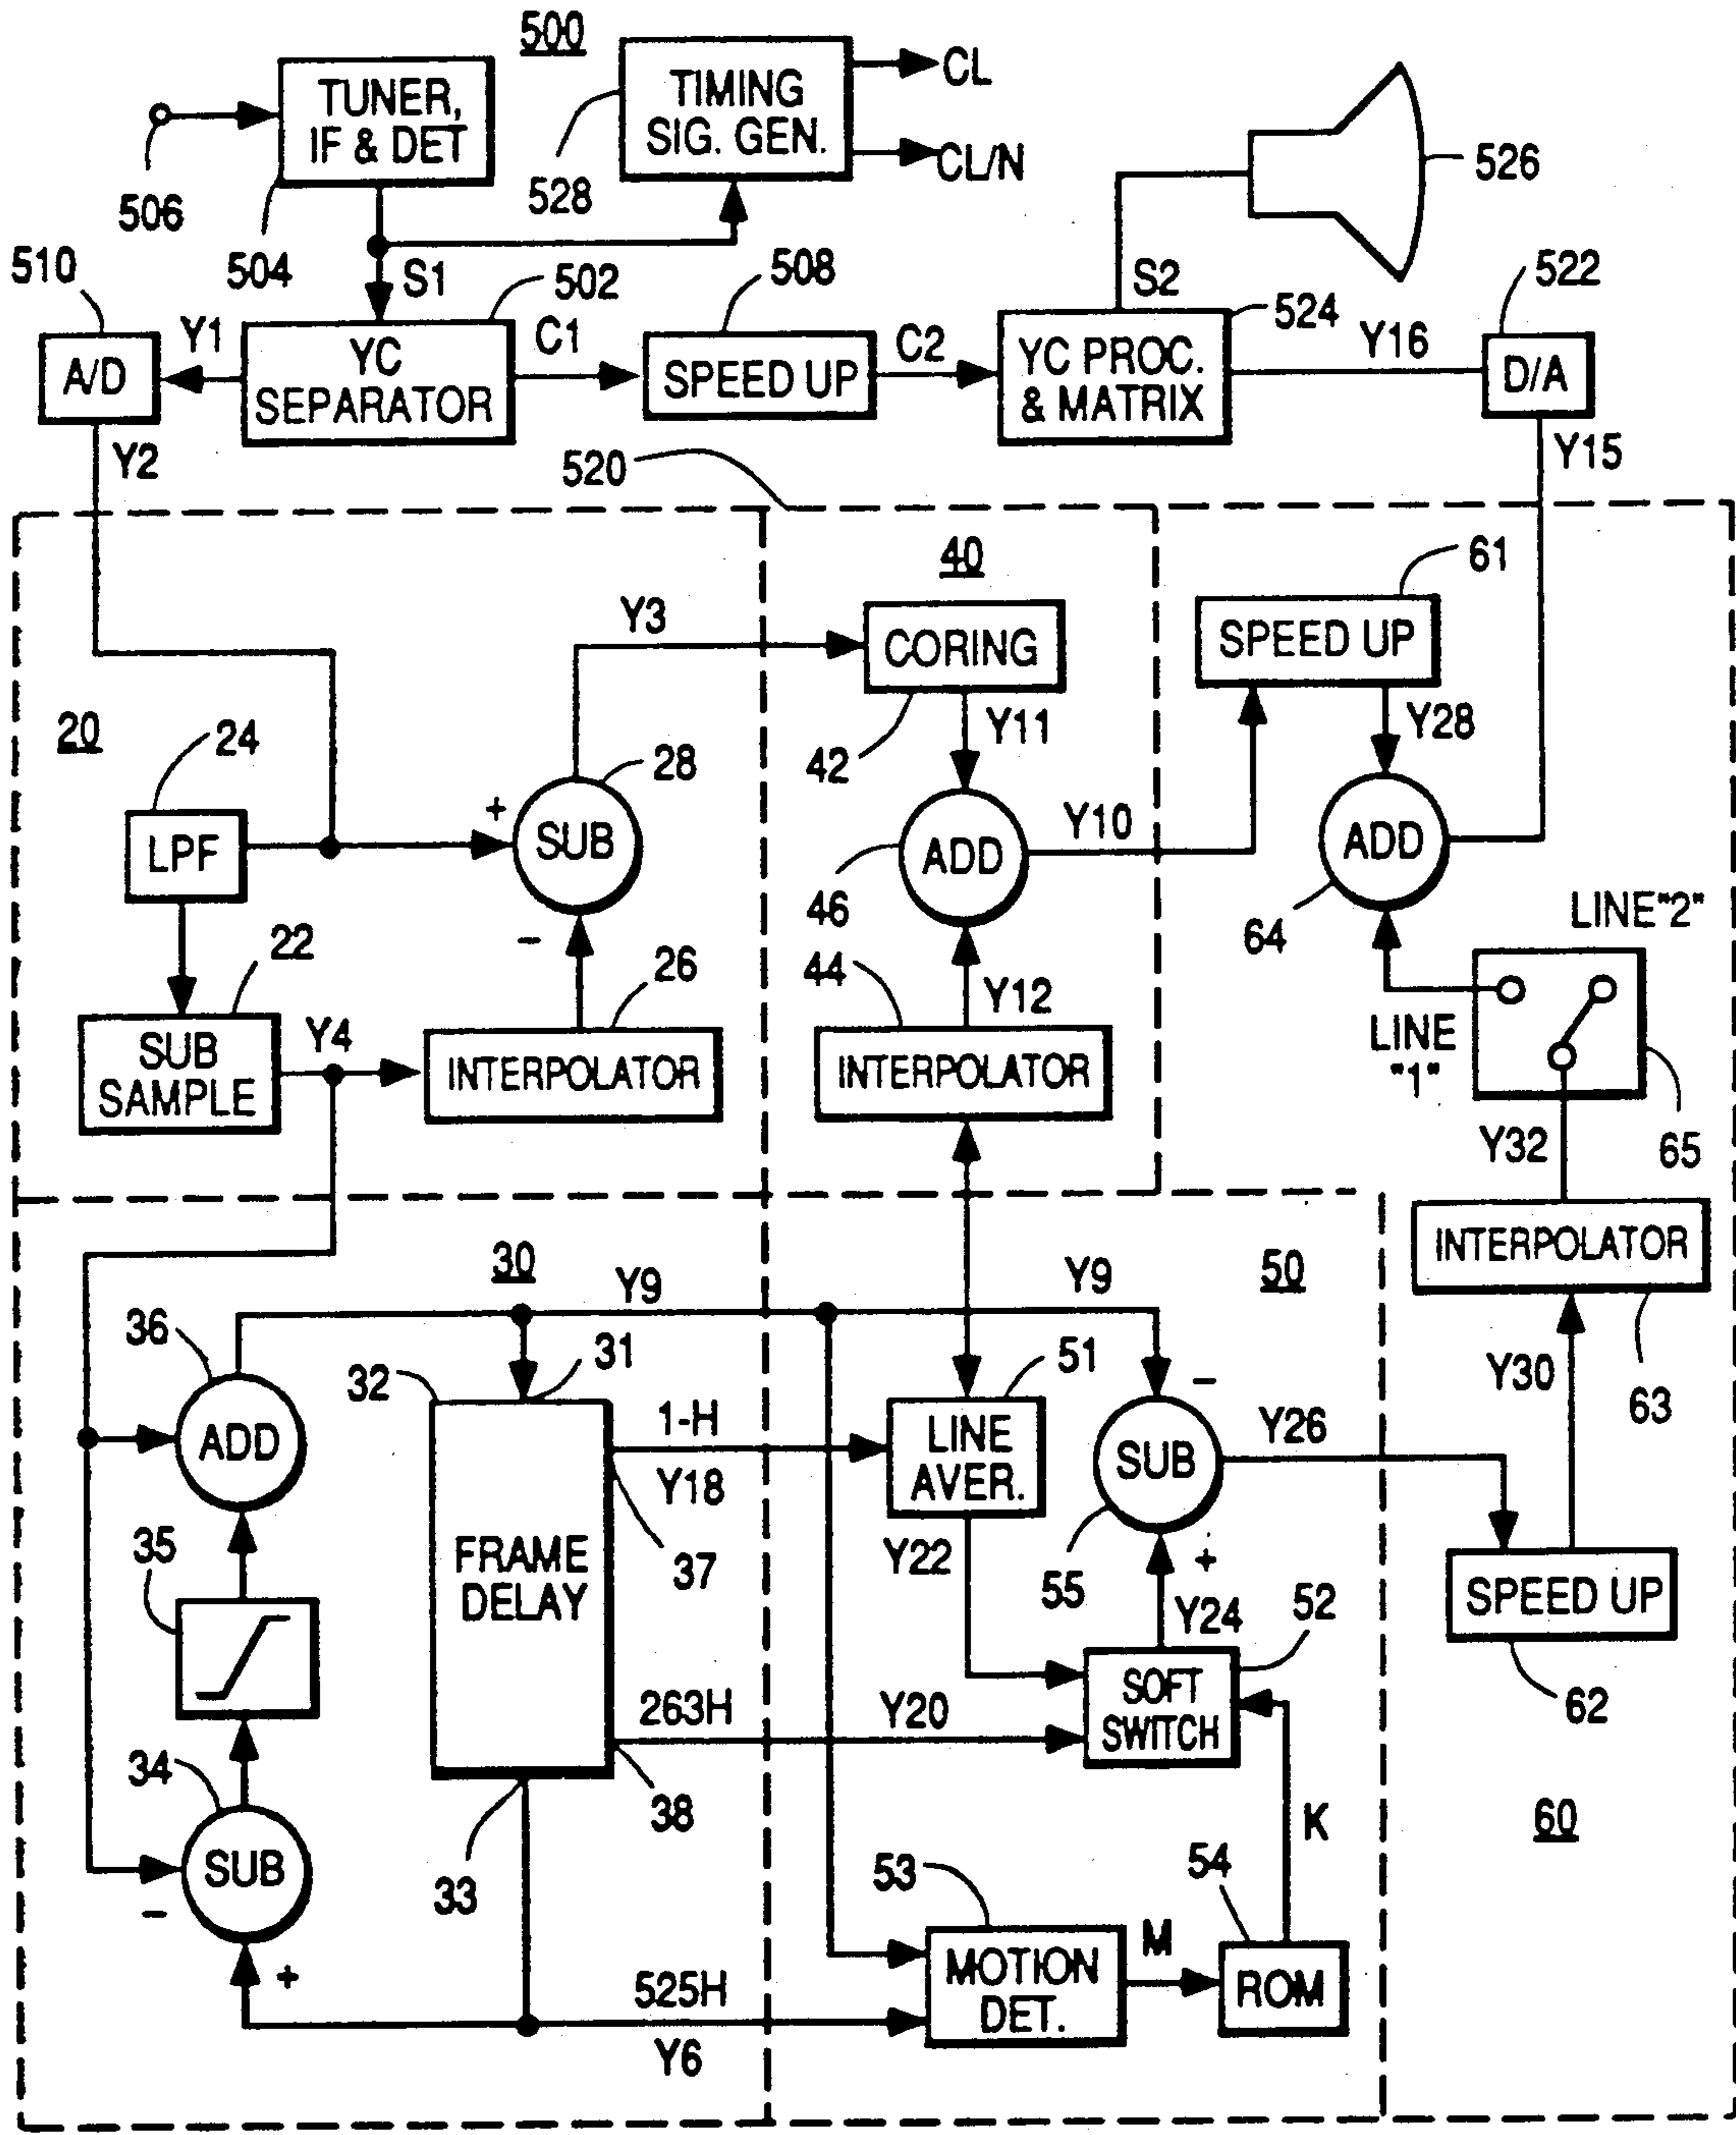 500
TUNER,
IF & DET
TIMING
SIG. GEN.
CL
CL/N
506
504
528
526
S1
S2
510
502
508
524
522
A/D
Y1
YC
SEPARATOR
C1
SPEED UP
C2
YC PROC.
& MATRIX
Y16
D/A
Y2
520
Y15
40
61
Y3
CORING
SPEED UP
20
24
28
42
Y11
Y28
LPF
+
SUB
-
46
ADD
Y10
ADD
64
LINE"2"
22
26
44
Y12
SUB
SAMPLE
Y4
INTERPOLATOR
INTERPOLATOR
LINE
"1"
65
Y32
30
Y9
Y9
50
INTERPOLATOR
36
32
31
51
-
Y30
63
ADD
1-H
Y18
LINE
AVER.
SUB
Y26
35
FRAME
DELAY
37
Y22
55
+
Y24
52
SPEED UP
62
263H
Y20
SOFT
SWITCH
34
38
K
60
SUB
-
+
33
53
54
525H
Y6
MOTION
DET.
M
ROM